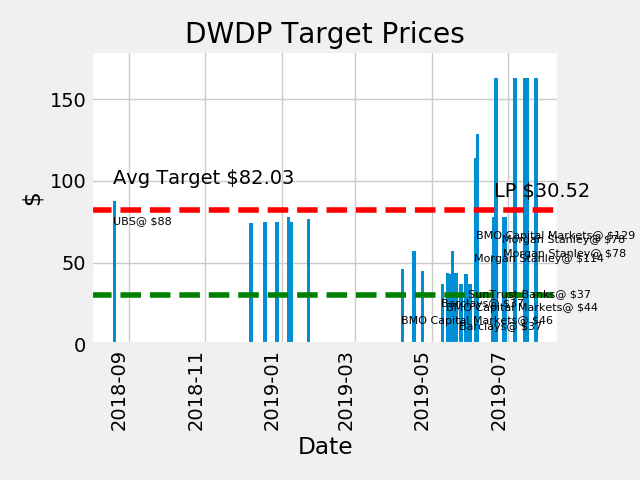 DWDP Target Prices
150
100
50
0
$
Avg Target $82.03
LP $30.52
UBS@ $88
BMO Capital Markets@ $129
Morgan Stanley@ $78
Morgan Stanley@ $78
Morgan Stanley@ $114
SunTrust Banks@ $37
Barclays@ $37
BMO Capital Markets@ $44
BMO Capital Markets@ $46
Barclays@ $37
2018-09
2018-11
2019-01
2019-03
2019-05
2019-07
Date